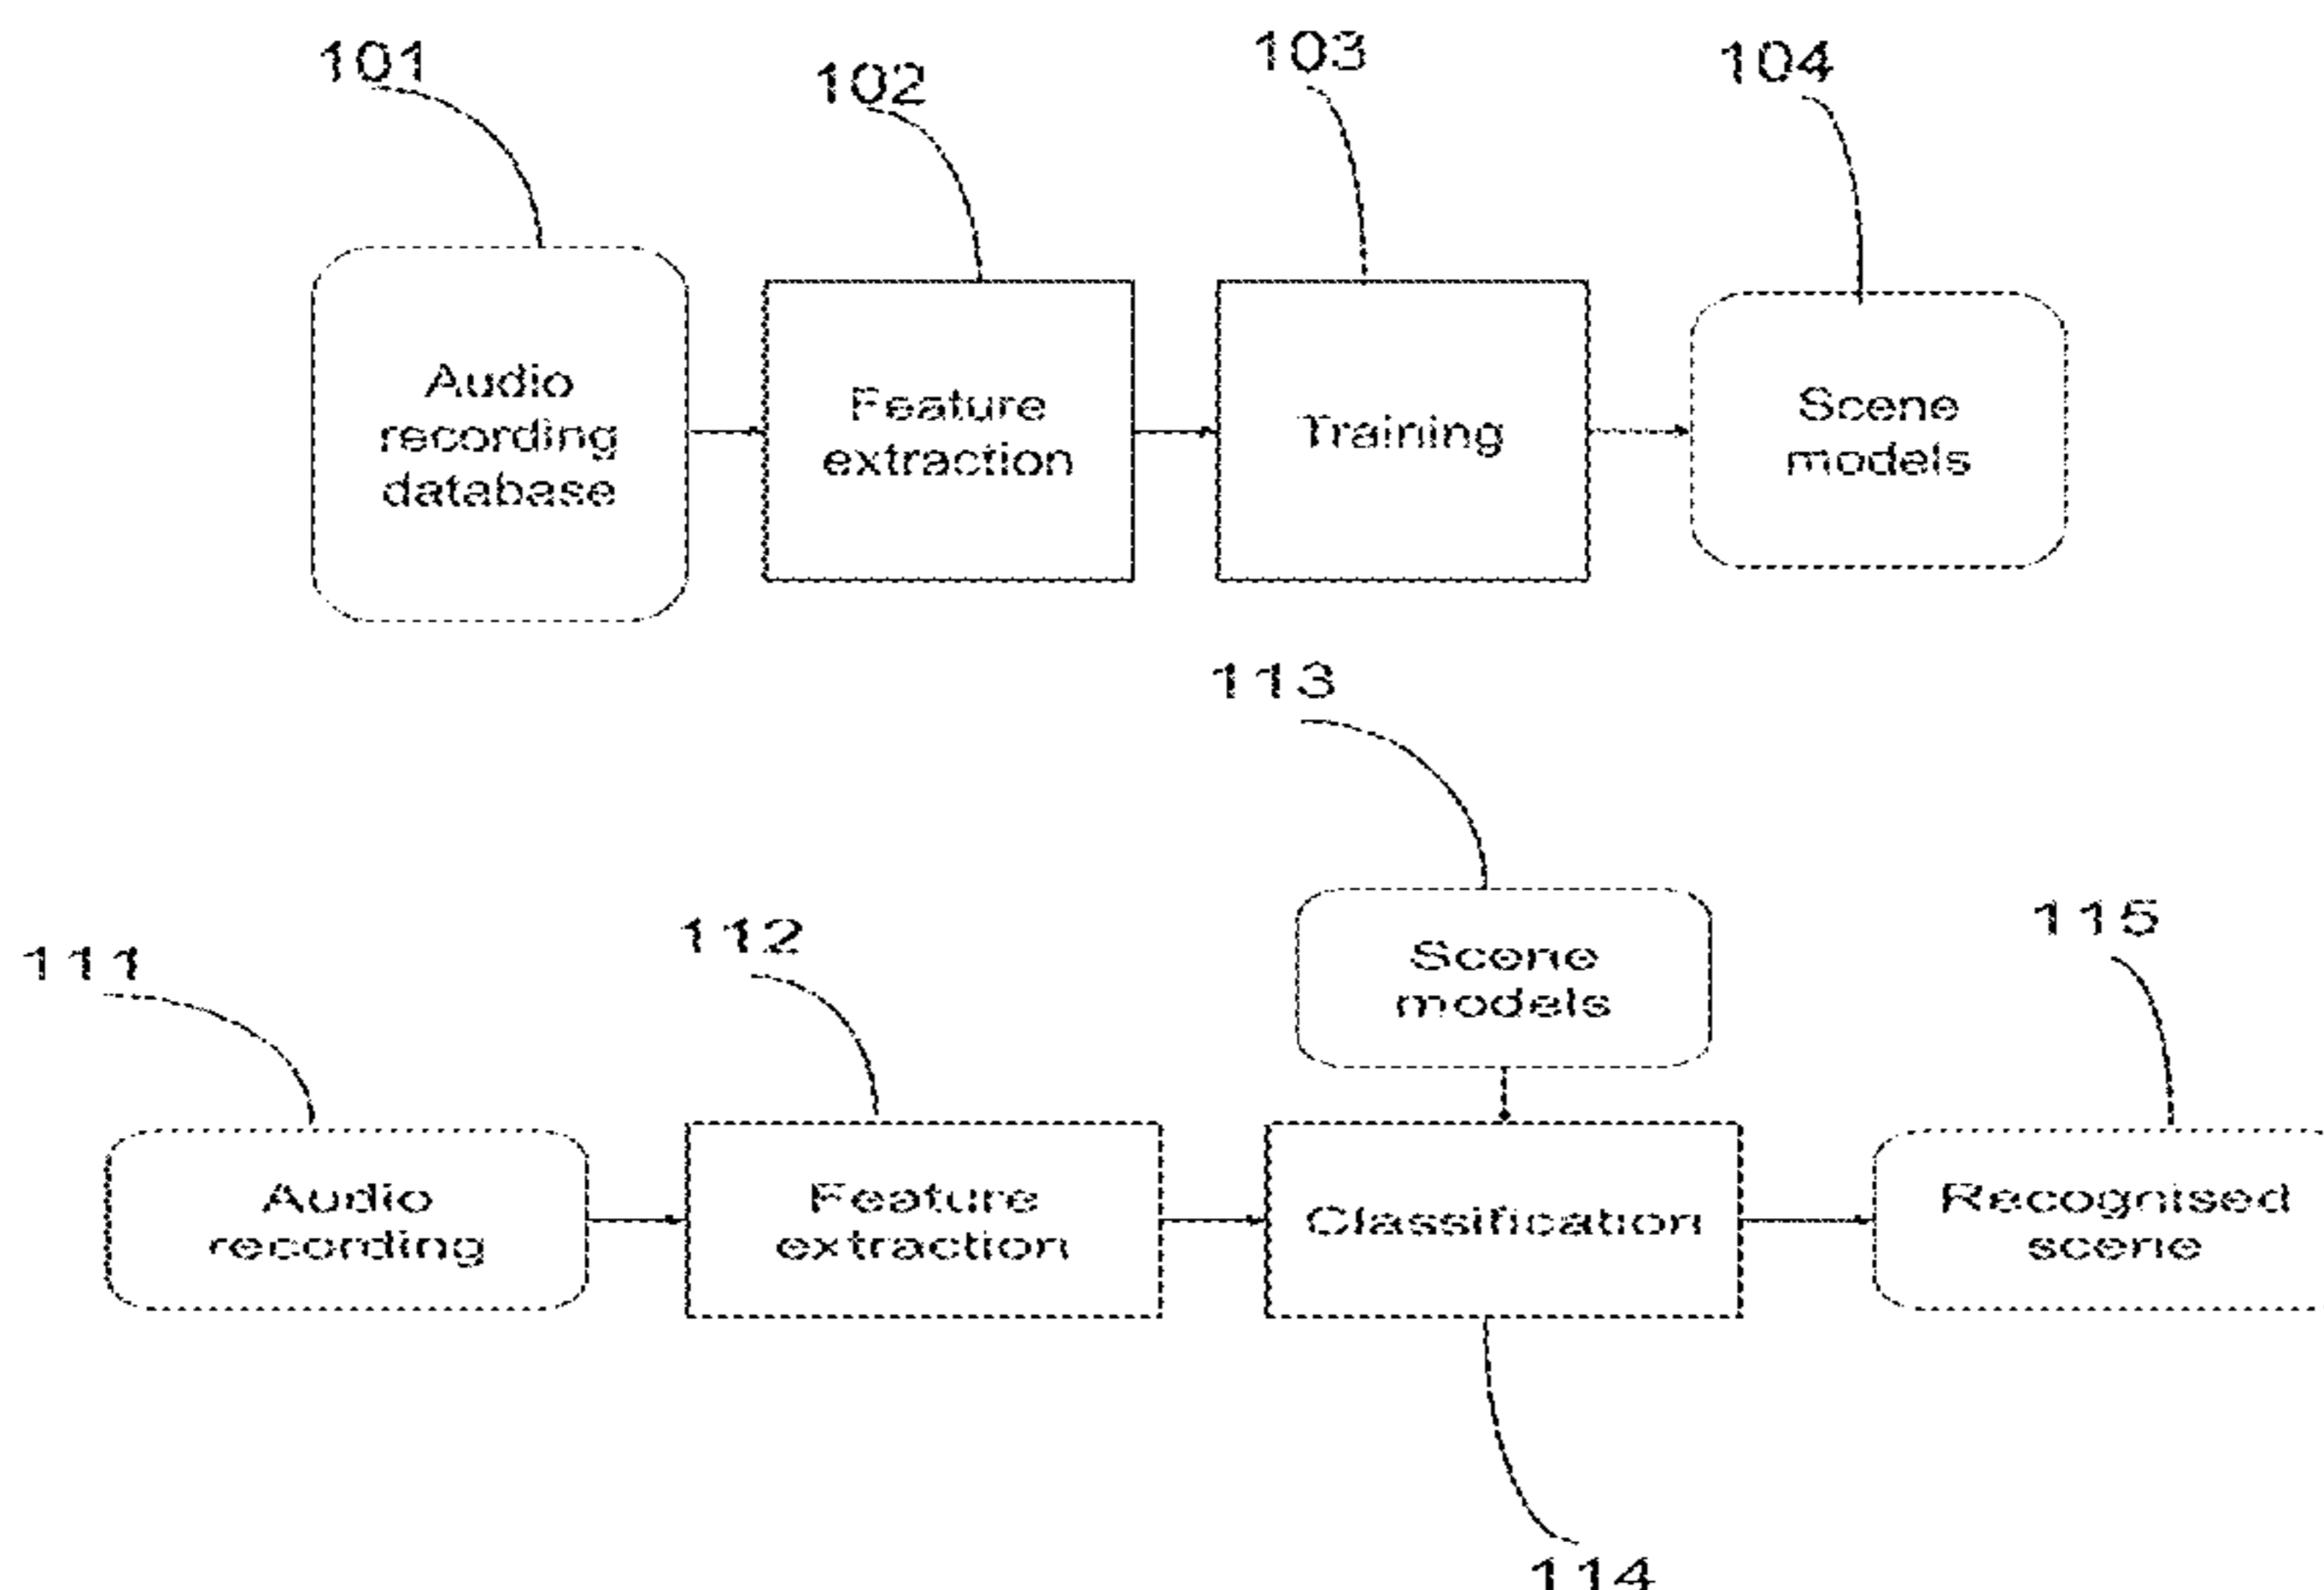 101
102
103
104
Audio
recording
database
Feature
extraction
Training
Scene
models
113
111
112
115
Scene
models
Audio
recording
Feature
extraction
Classification
Recognised
scene
114